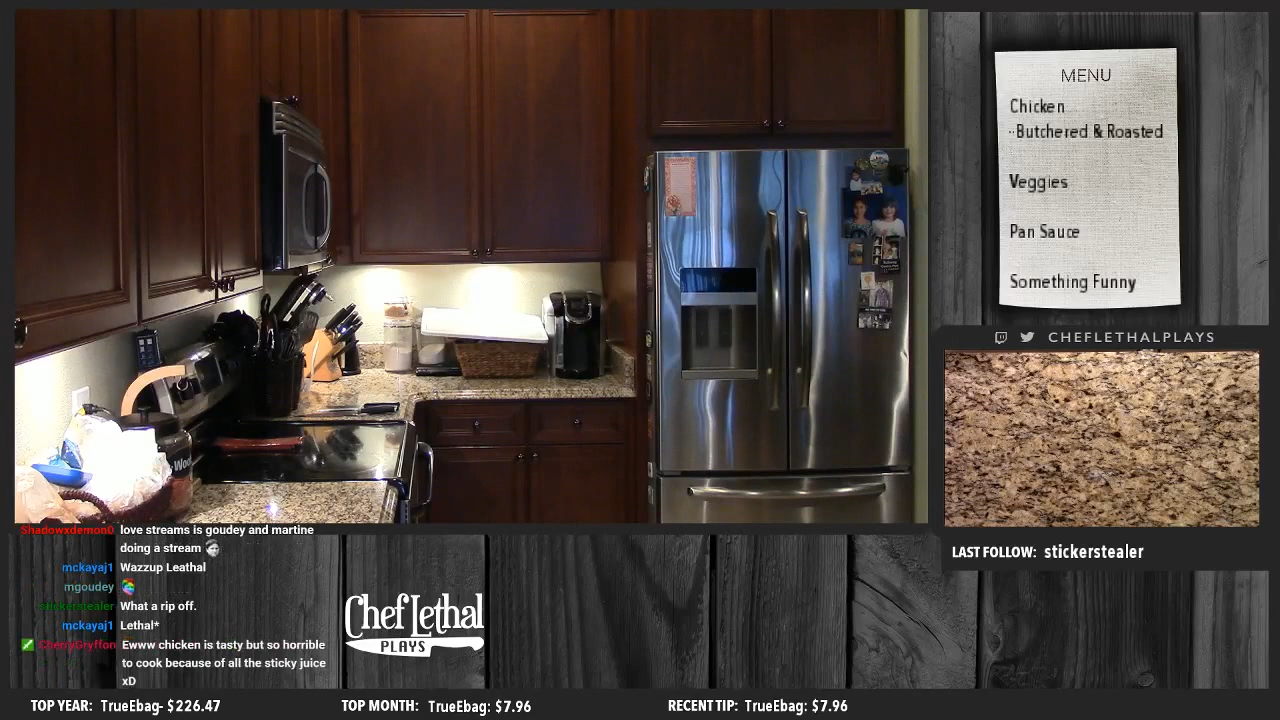 MENU
Chicken
-Butchered & Roasted
Veggies
Pan Sauce
Something Funny
CHEFLETHALPLAYS
LAST FOLLOW: stickerstealer
Shadowxdemon0 love streams is goudey and martine
doing a stream
mckayaj1 Wazzup Leathal
mgoudey
stickerstealer What a rip off.
mckayaj1 Lethal*
CherryGryffon Ewww chicken is tasty but so horrible
to cook because of all the sticky juice
xD
Chef Lethal
PLAYS
TOP YEAR: TrueEbag- $226.47
TOP MONTH: TrueEbag: $7.96
RECENT TIP: TrueEbag: $7.96